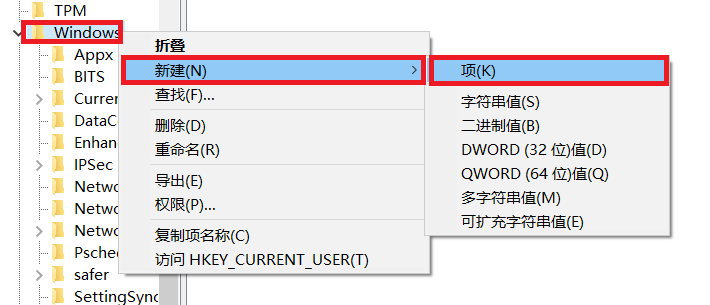 TPM
Windows
Appx
BITS
Curren
DataCo
Enhan
IPSec
Netwo
Netwo
Netwo
Psched
safer
SettingSync
折叠
新建(N)
查找(F)...
删除(D)
重命名(R)
导出(E)
权限(P)...
复制项名称(C)
访问 HKEY_CURRENT_USER(T)
项(K)
字符串值(S)
二进制值(B)
DWORD (32 位)值(D)
QWORD (64 位)值(Q)
多字符串值(M)
可扩充字符串值(E)